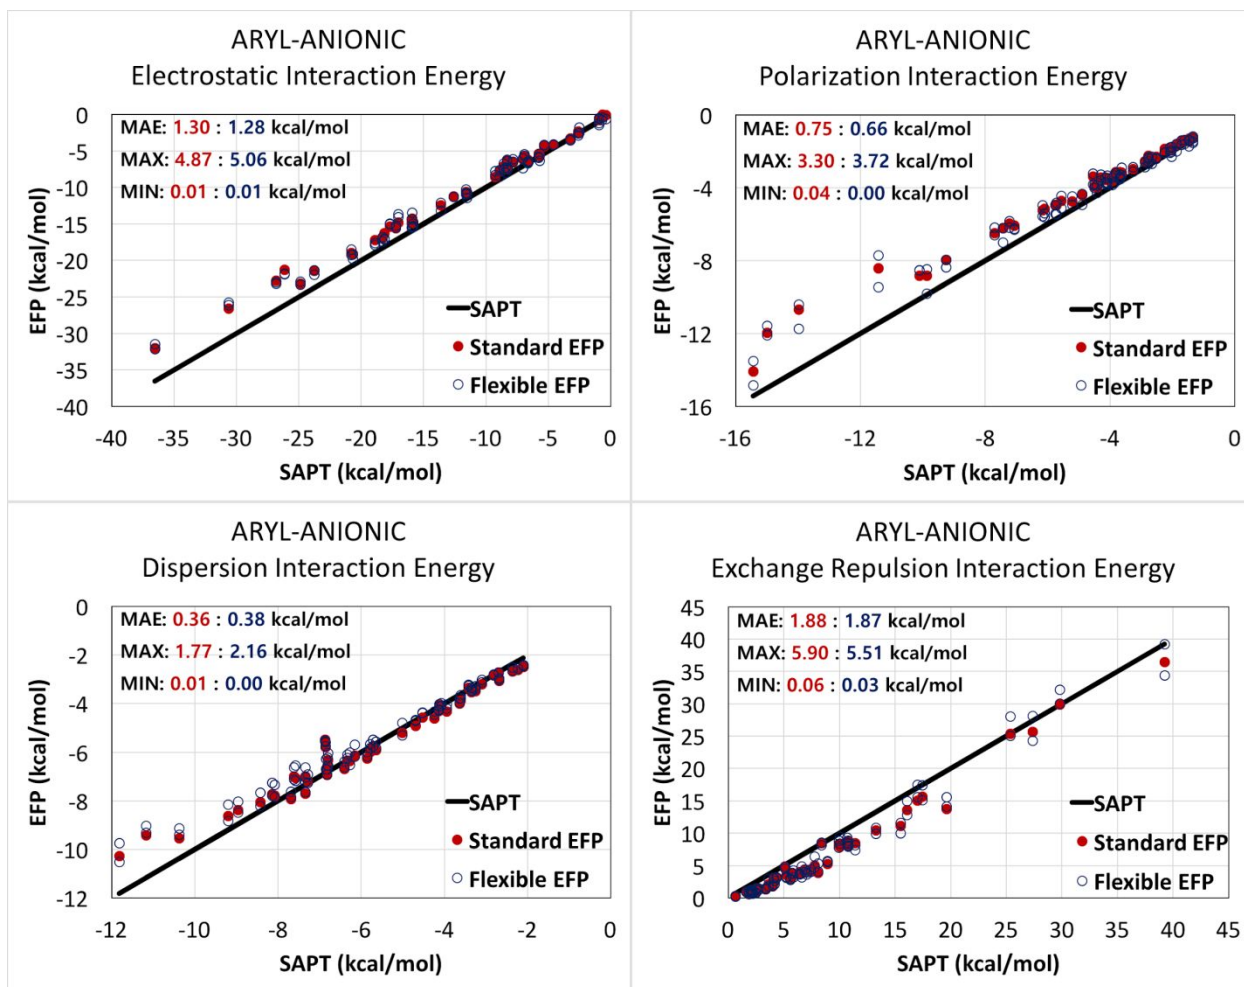 ARYL-ANIONIC
Electrostatic Interaction Energy
MAE: 1.30 : 1.28 kcal/mol
MAX: 4.87 : 5.06 kcal/mol
MIN: 0.01 : 0.01 kcal/mol
0
-5
-10
-15
-20
-25
-30
-35
-40
EFP (kcal/mol)
SAPT
Standard EFP
Flexible EFP
-40 -35 -30 -25 -20 -15 -10 -5 0
SAPT (kcal/mol)
ARYL-ANIONIC
Polarization Interaction Energy
MAE: 0.75 : 0.66 kcal/mol
MAX: 3.30 : 3.72 kcal/mol
MIN: 0.04 : 0.00 kcal/mol
0
-4
-8
-12
-16
EFP (kcal/mol)
SAPT
Standard EFP
Flexible EFP
-16 -12 -8 -4 0
SAPT (kcal/mol)
ARYL-ANIONIC
Dispersion Interaction Energy
MAE: 0.36 : 0.38 kcal/mol
MAX: 1.77 : 2.16 kcal/mol
MIN: 0.01 : 0.00 kcal/mol
0
-2
-4
-6
-8
-10
-12
EFP (kcal/mol)
SAPT
Standard EFP
Flexible EFP
-12 -10 -8 -6 -4 -2 0
SAPT (kcal/mol)
ARYL-ANIONIC
Exchange Repulsion Interaction Energy
MAE: 1.88 : 1.87 kcal/mol
MAX: 5.90 : 5.51 kcal/mol
MIN: 0.06 : 0.03 kcal/mol
45
40
35
30
25
20
15
10
5
0
EFP (kcal/mol)
SAPT
Standard EFP
Flexible EFP
0 5 10 15 20 25 30 35 40 45
SAPT (kcal/mol)